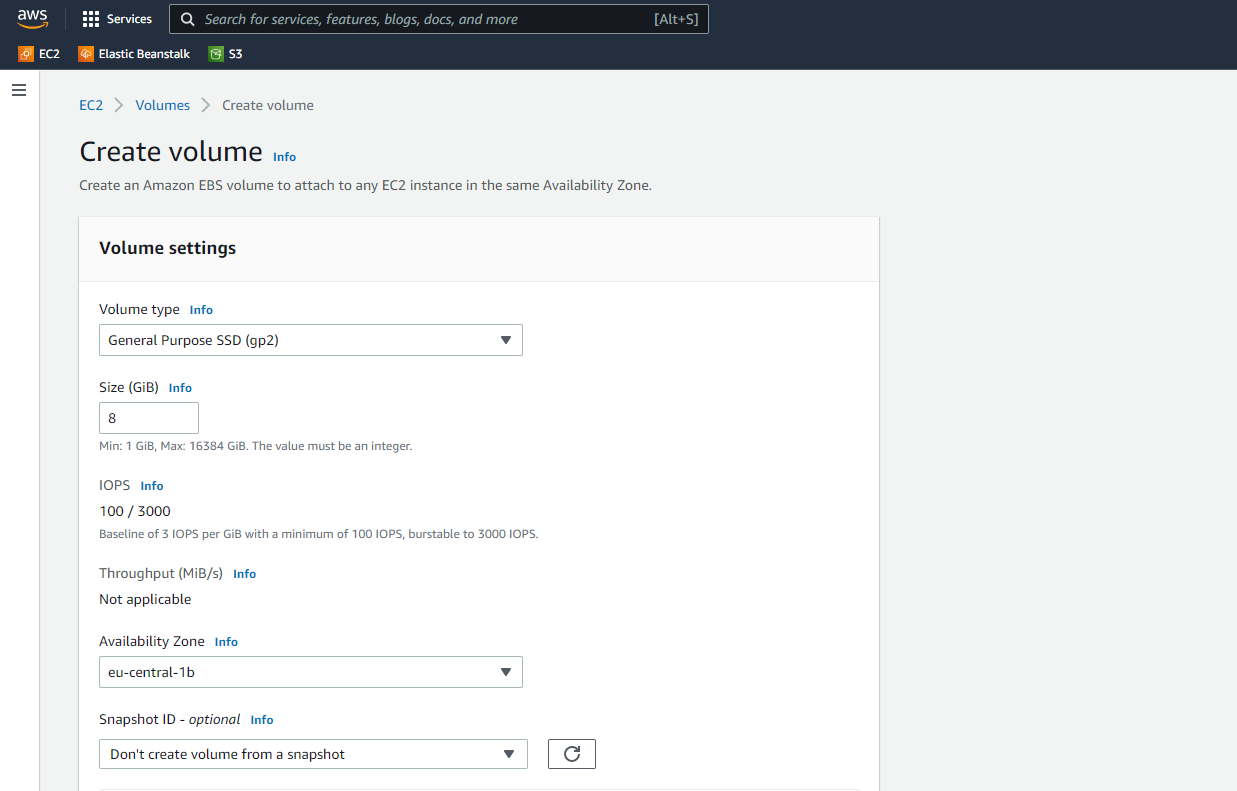 aws Services Search for services, features, blogs, docs, and more [Alt+S]
EC2 Elastic Beanstalk S3
EC2 Volumes Create volume
Create volume Info
Create an Amazon EBS volume to attach to any EC2 instance in the same Availability Zone.
Volume settings
Volume type Info
General Purpose SSD (gp2)
Size (GiB) Info
8
Min: 1 GiB, Max: 16384 GiB. The value must be an integer.
IOPS Info
100 / 3000
Baseline of 3 IOPS per GiB with a minimum of 100 IOPS, burstable to 3000 IOPS.
Throughput (MiB/s) Info
Not applicable
Availability Zone Info
eu-central-1b
Snapshot ID - optional Info
Don't create volume from a snapshot